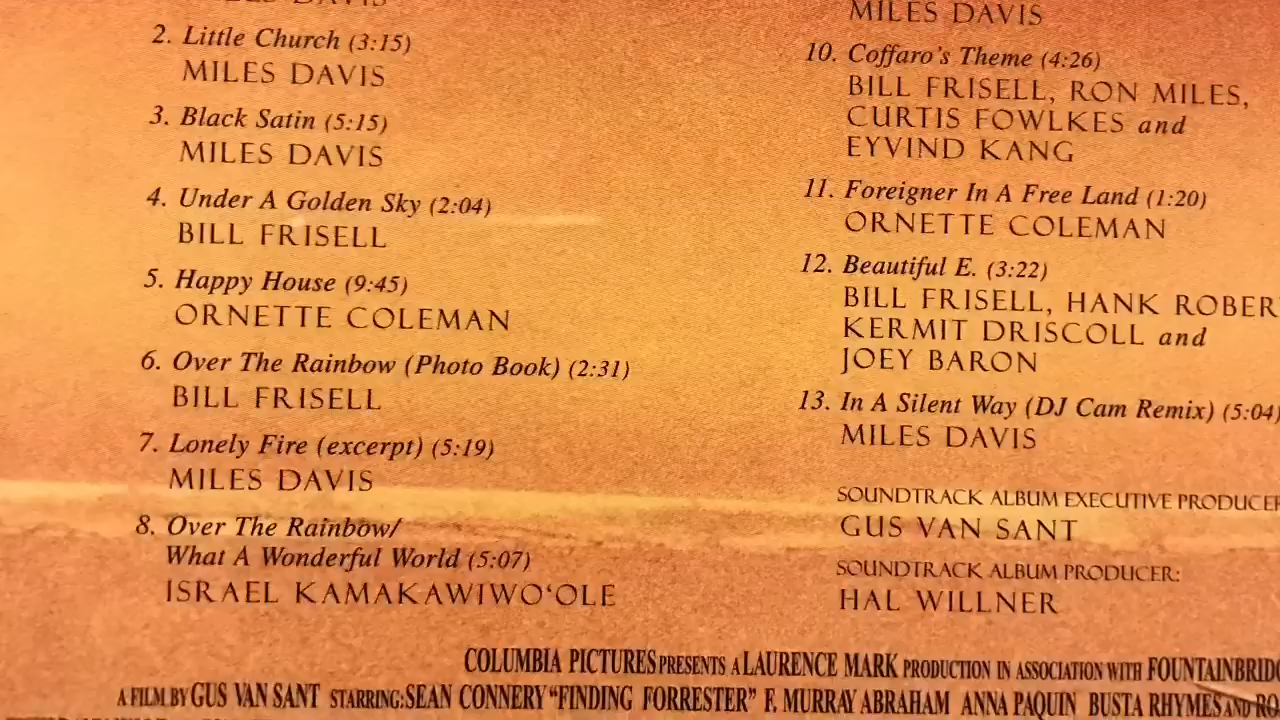 2. Little Church (3:15)
MILES DAVIS
3. Black Satin (5:15)
MILES DAVIS
4. Under A Golden Sky (2:04)
BILL FRISELL
5. Happy House (9:45)
ORNETTE COLEMAN
6. Over The Rainbow (Photo Book) (2:31)
BILL FRISELL
7. Lonely Fire (excerpt) (5:19)
MILES DAVIS
8. Over The Rainbow/
What A Wonderful World (5:07)
ISRAEL KAMAKAWIWO‘OLE
MILES DAVIS
10. Coffaro's Theme (4:26)
BILL FRISELL, RON MILES,
CURTIS FOWLKES and
EYVIND KANG
11. Foreigner In A Free Land (1:20)
ORNETTE COLEMAN
12. Beautiful E. (3:22)
BILL FRISELL, HANK ROBER
KERMIT DRISCOLL and
JOEY BARON
13. In A Silent Way (DJ Cam Remix) (5:04)
MILES DAVIS
SOUNDTRACK ALBUM EXECUTIVE PRODUCER
GUS VAN SANT
SOUNDTRACK ALBUM PRODUCER:
HAL WILLNER
COLUMBIA PICTURES PRESENTS A LAURENCE MARK PRODUCTION IN ASSOCIATION WITH FOUNTAINBRIDG
A FILM BY GUS VAN SANT STARRING: SEAN CONNERY "FINDING FORRESTER" F. MURRAY ABRAHAM ANNA PAQUIN BUSTA RHYMES AND RO